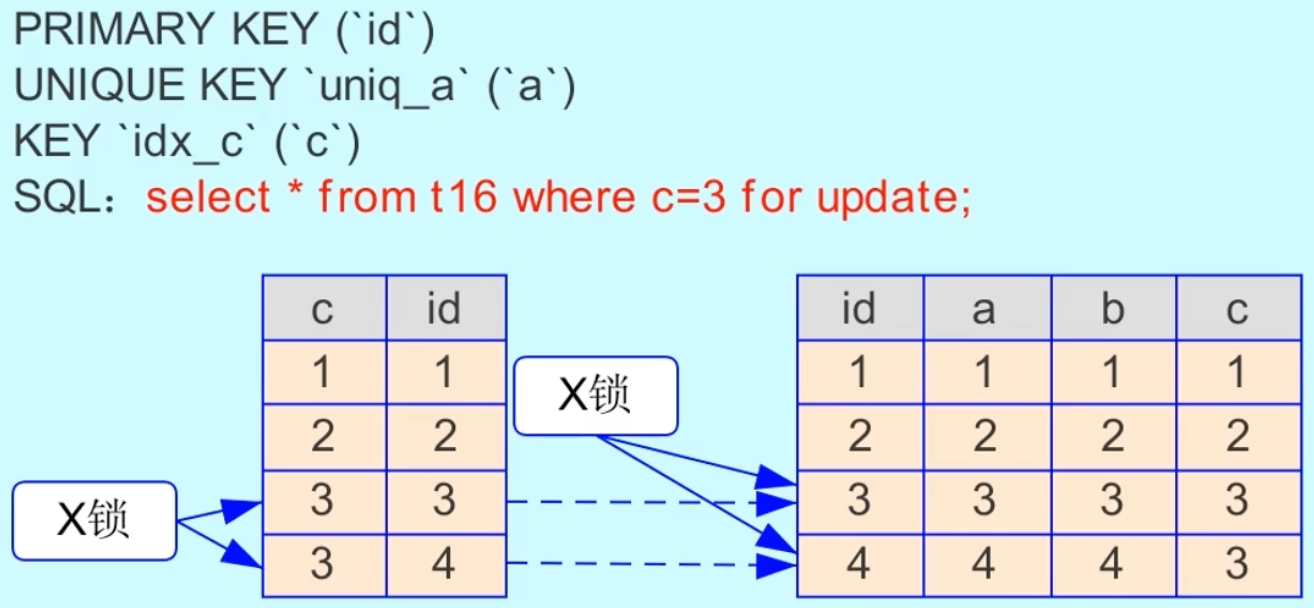 PRIMARY KEY (`id`)
UNIQUE KEY `uniq_a` (`a`)
KEY `idx_c` (`c`)
SQL：select * from t16 where c=3 for update;
c id
id a b c
1 1
1 1 1 1
X锁
2 2
2 2 2 2
3 3
3 3 3 3
X锁
3 4
4 4 4 3